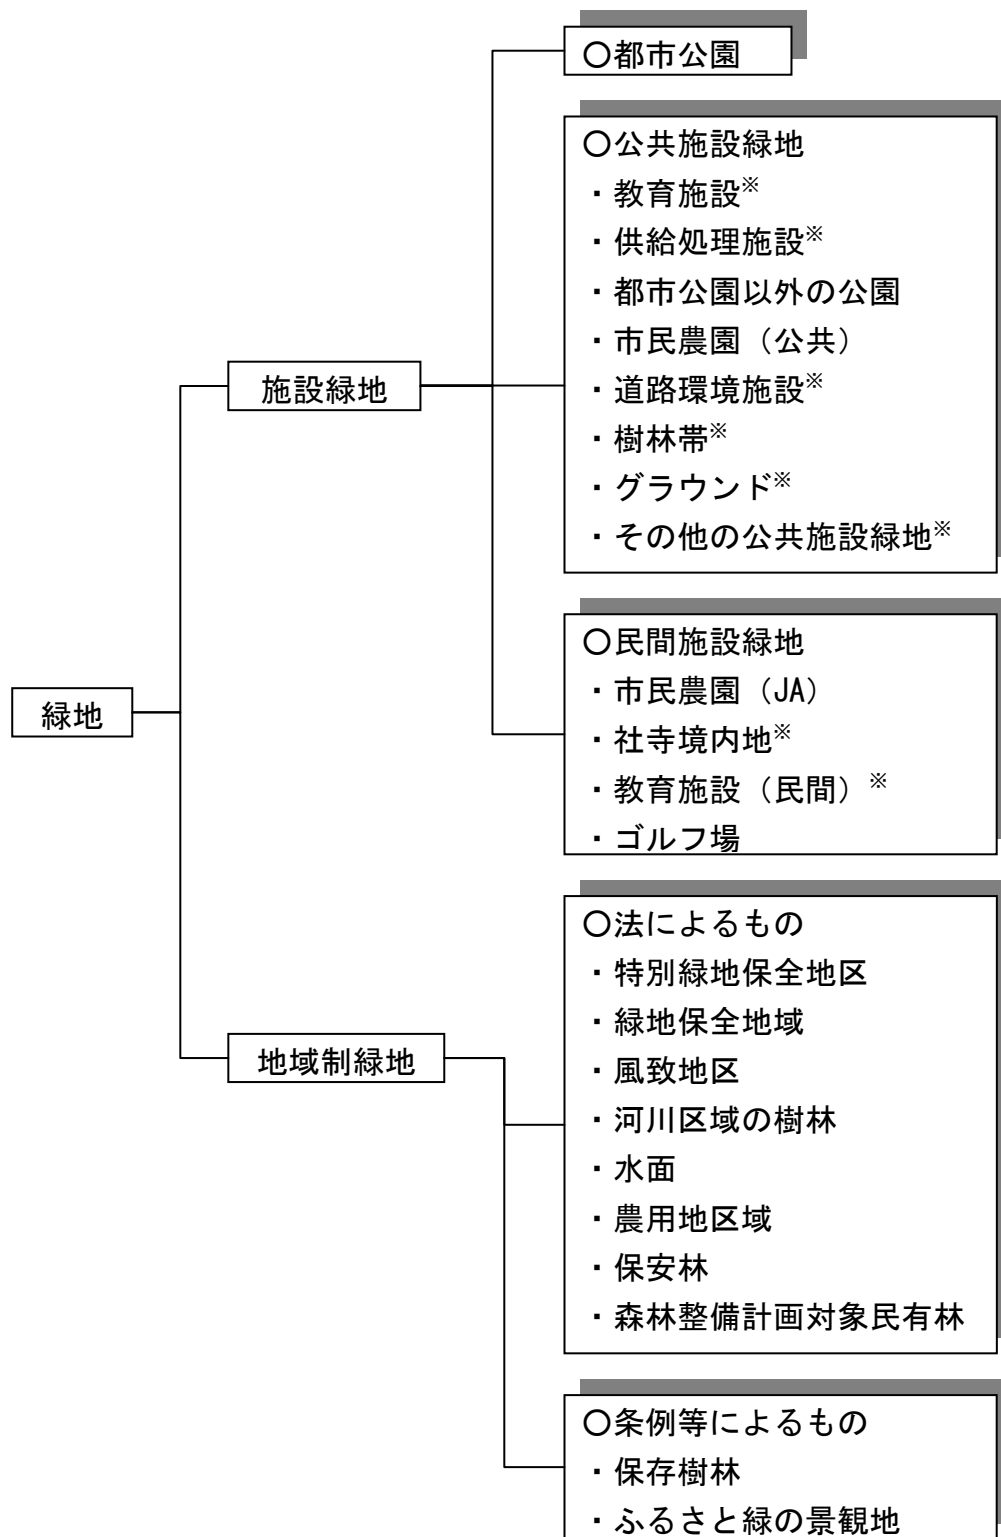 緑地
施設緑地
○都市公園
○公共施設緑地
・教育施設※
・供給処理施設※
・都市公園以外の公園
・市民農園（公共）
・道路環境施設※
・樹林帯※
・グラウンド※
・その他の公共施設緑地※
○民間施設緑地
・市民農園（JA）
・社寺境内地※
・教育施設（民間）※
・ゴルフ場
地域制緑地
○法によるもの
・特別緑地保全地区
・緑地保全地域
・風致地区
・河川区域の樹林
・水面
・農用地区域
・保安林
・森林整備計画対象民有林
○条例等によるもの
・保存樹林
・ふるさと緑の景観地